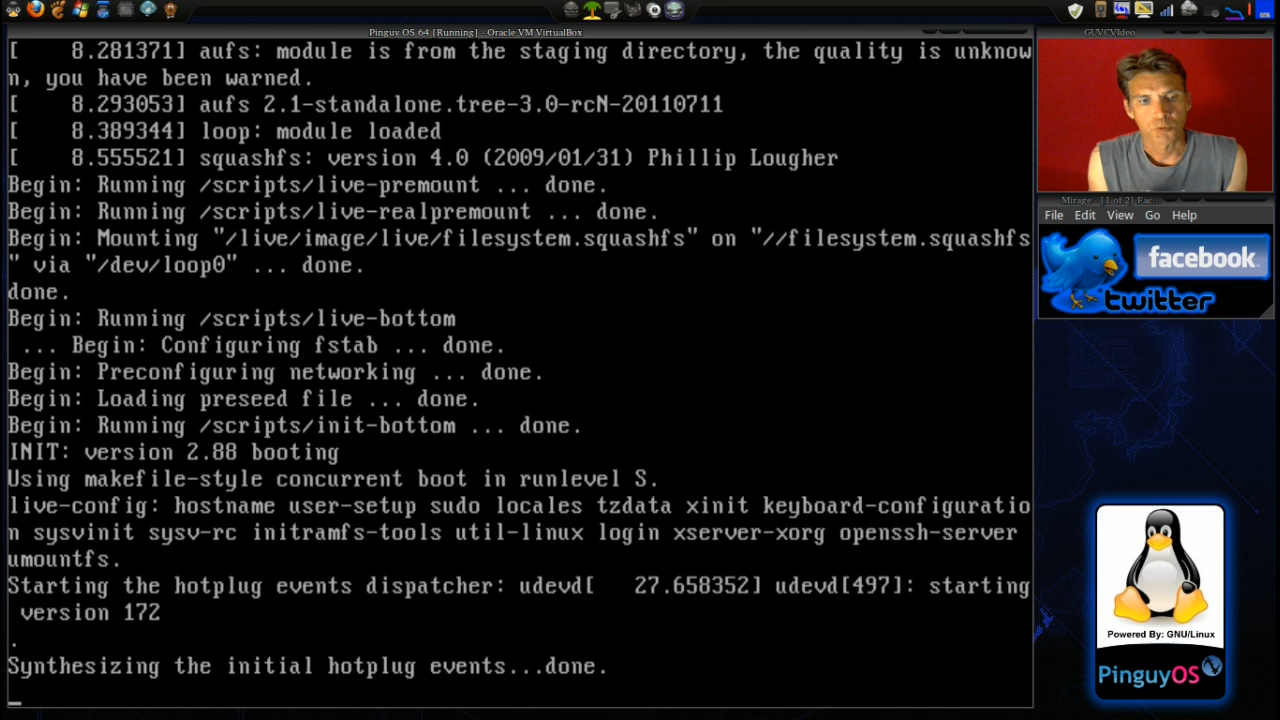 Pinguy OS 64 [Running] - Oracle VM VirtualBox
GUVCVIdeo
[    8.281371] aufs: module is from the staging directory, the quality is unknow
n, you have been warned.
[    8.293053] aufs 2.1-standalone.tree-3.0-rcN-20110711
[    8.389344] loop: module loaded
[    8.555521] squashfs: version 4.0 (2009/01/31) Phillip Lougher
Begin: Running /scripts/live-premount ... done.
Begin: Running /scripts/live-realpremount ... done.
Begin: Mounting "/live/image/live/filesystem.squashfs" on "//filesystem.squashfs
" via "/dev/loop0" ... done.
done.
Begin: Running /scripts/live-bottom
 ... Begin: Configuring fstab ... done.
Begin: Preconfiguring networking ... done.
Begin: Loading preseed file ... done.
Begin: Running /scripts/init-bottom ... done.
INIT: version 2.88 booting
Using makefile-style concurrent boot in runlevel S.
live-config: hostname user-setup sudo locales tzdata xinit keyboard-configuratio
n sysvinit sysv-rc initramfs-tools util-linux login xserver-xorg openssh-server
umountfs.
Starting the hotplug events dispatcher: udevd[   27.658352] udevd[497]: starting
 version 172
.
Synthesizing the initial hotplug events...done.
Mirage - [1 of 2] Fac...
File Edit View Go Help
facebook.
twitter
Powered By: GNU/Linux
PinguyOS